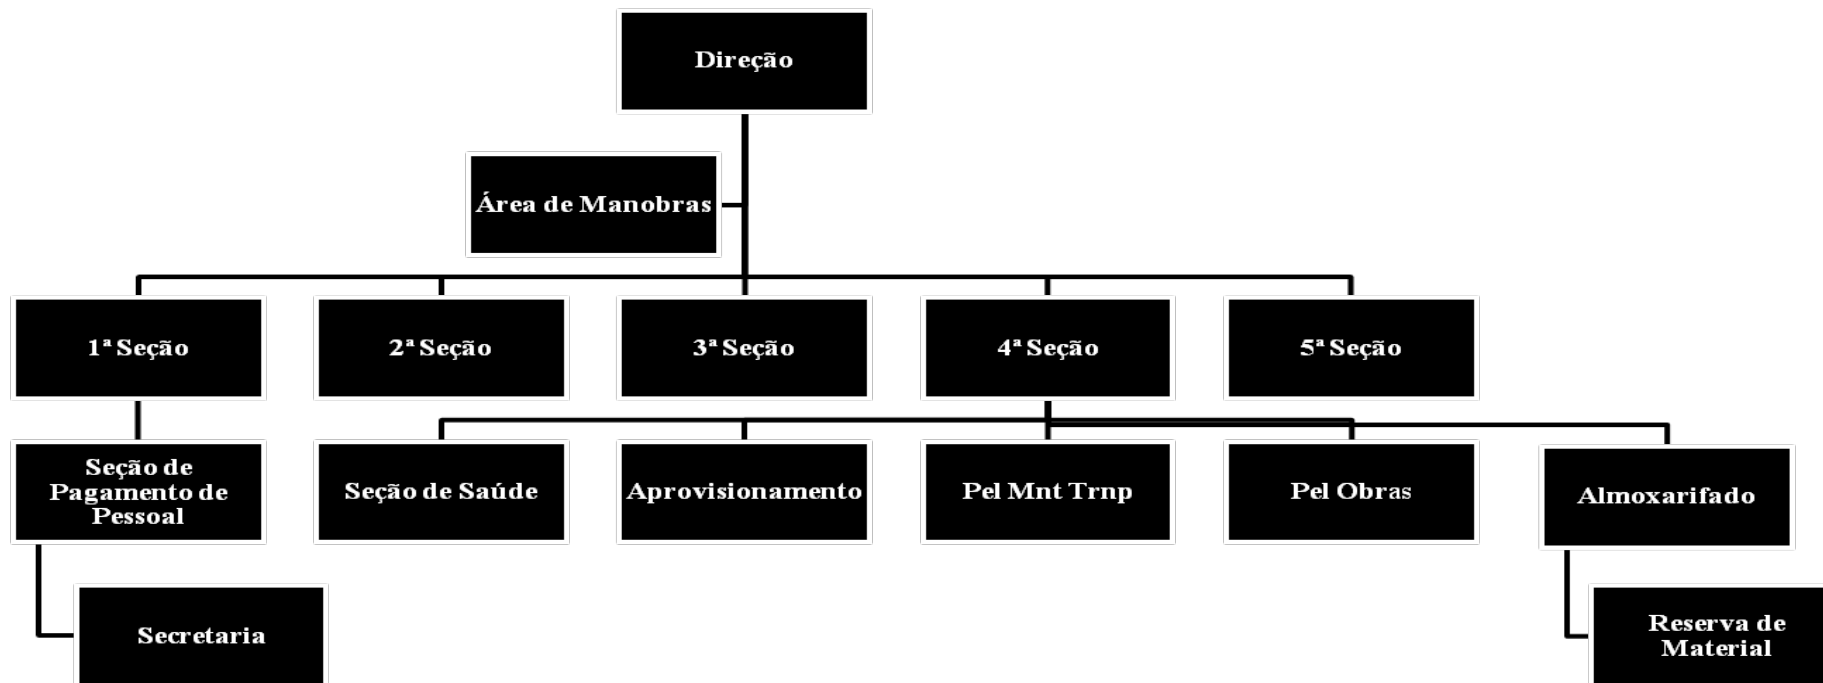 Direção
Área de Manobras
1ª Seção
2ª Seção
3ª Seção
4ª Seção
5ª Seção
Seção de
Pagamento de
Pessoal
Seção de Saúde
Aprovisionamento
Pel Mnt Trnp
Pel Obras
Almoxarifado
Secretaria
Reserva de
Material